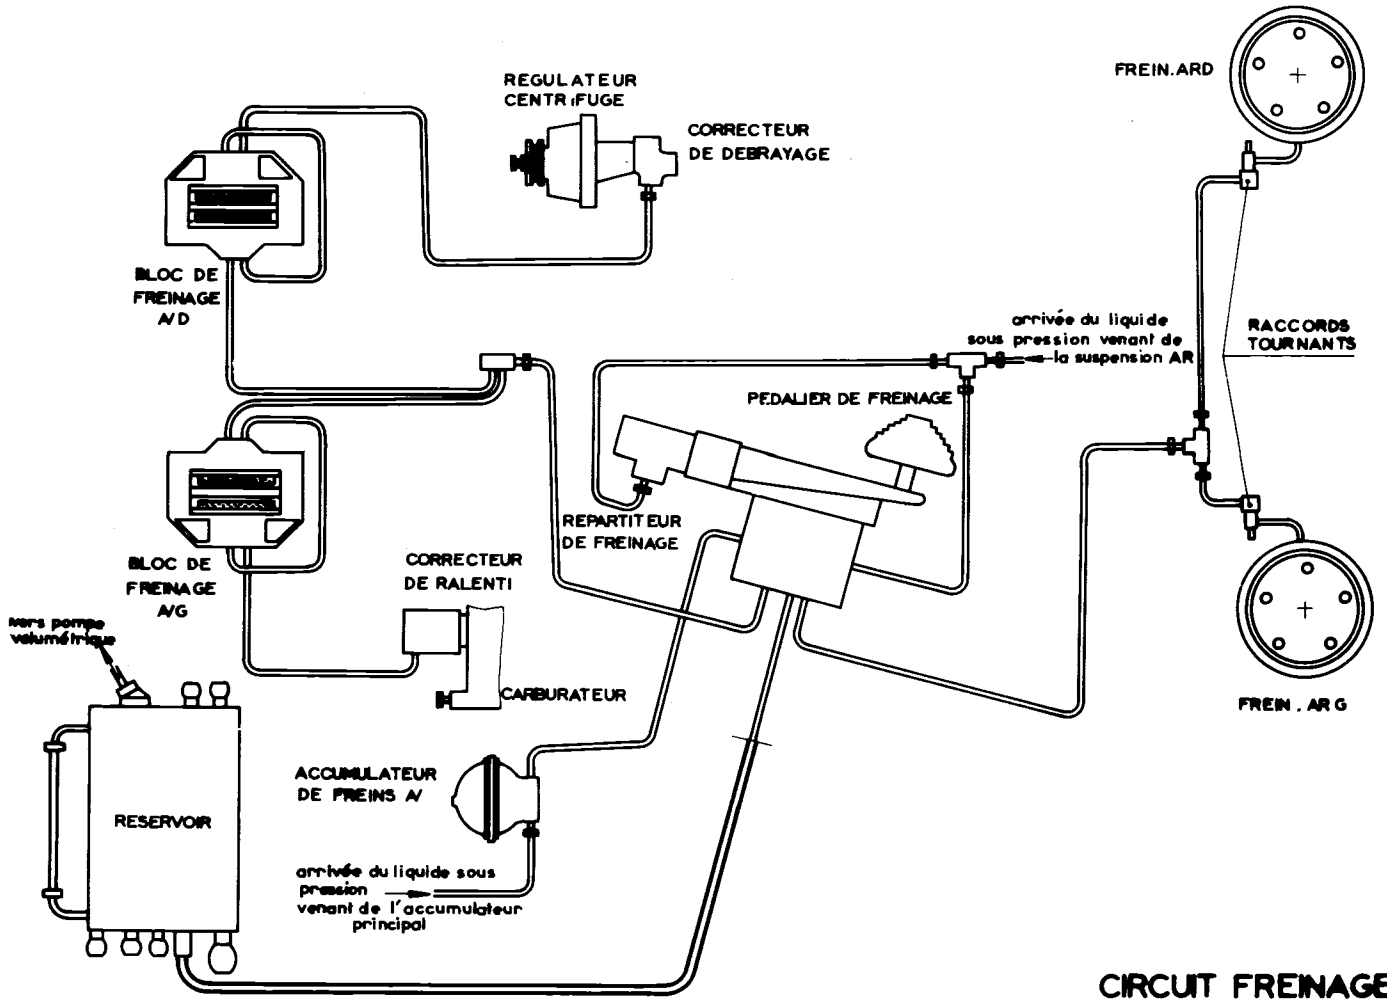 REGULATEUR
CENTRIFUGE
CORRECTEUR
DE DEBRAYAGE
FREIN.ARD
BLOC DE
FREINAGE
A/D
arrivée du liquide
sous pression venant de
la suspension AR
RACCORDS
TOURNANTS
PEDALIER DE FREINAGE
REPARTITEUR
DE FREINAGE
BLOC DE
FREINAGE
A/G
CORRECTEUR
DE RALENTI
vers pompe
volumétrique
CARBURATEUR
FREIN . AR G
ACCUMULATEUR
DE FREINS A/
RESERVOIR
arrivée du liquide sous
pression
venant de l'accumulateur
principal
CIRCUIT FREINAGE